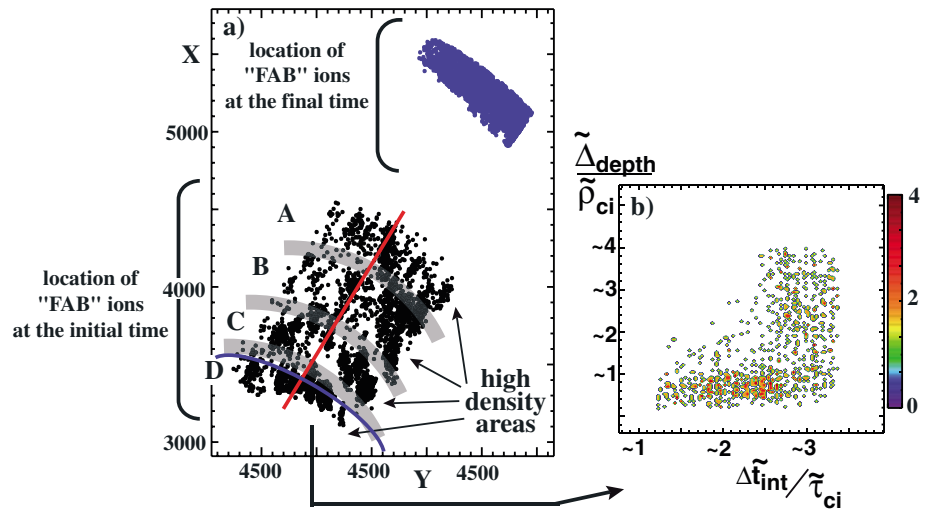 a)
X
location of
"FAB" ions
at the final time
5000
location of
"FAB" ions
at the initial time
A
B
C
D
4000
3000
high
density
areas
4500
4500
4500
Y
Δ̃depth
ρ̃ci
b)
~4
~3
~2
~1
~1
~2
~3
Δt̃int/τ̃ci
4
2
0